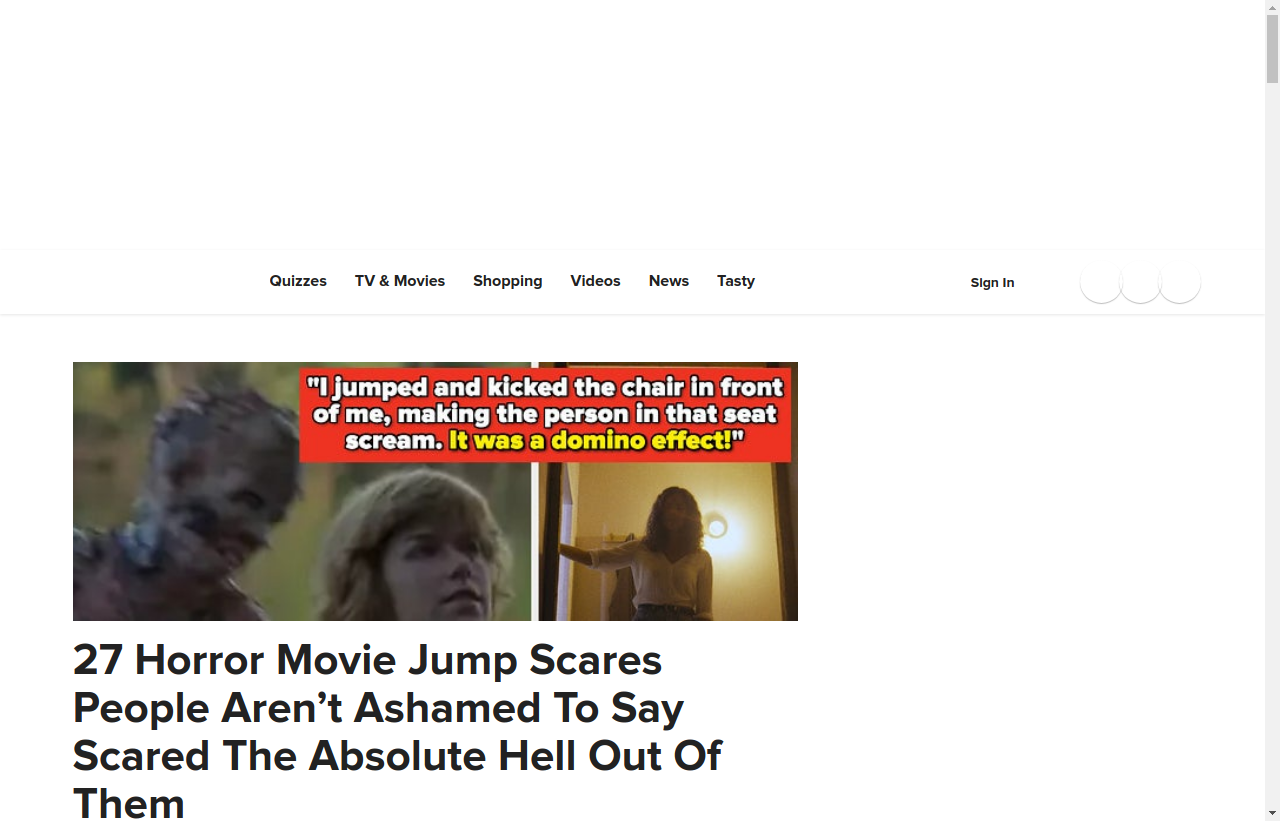 Quizzes TV & Movies Shopping Videos News Tasty Sign In
"I jumped and kicked the chair in front
of me, making the person in that seat
scream. It was a domino effect!"
27 Horror Movie Jump Scares
People Aren’t Ashamed To Say
Scared The Absolute Hell Out Of
Them